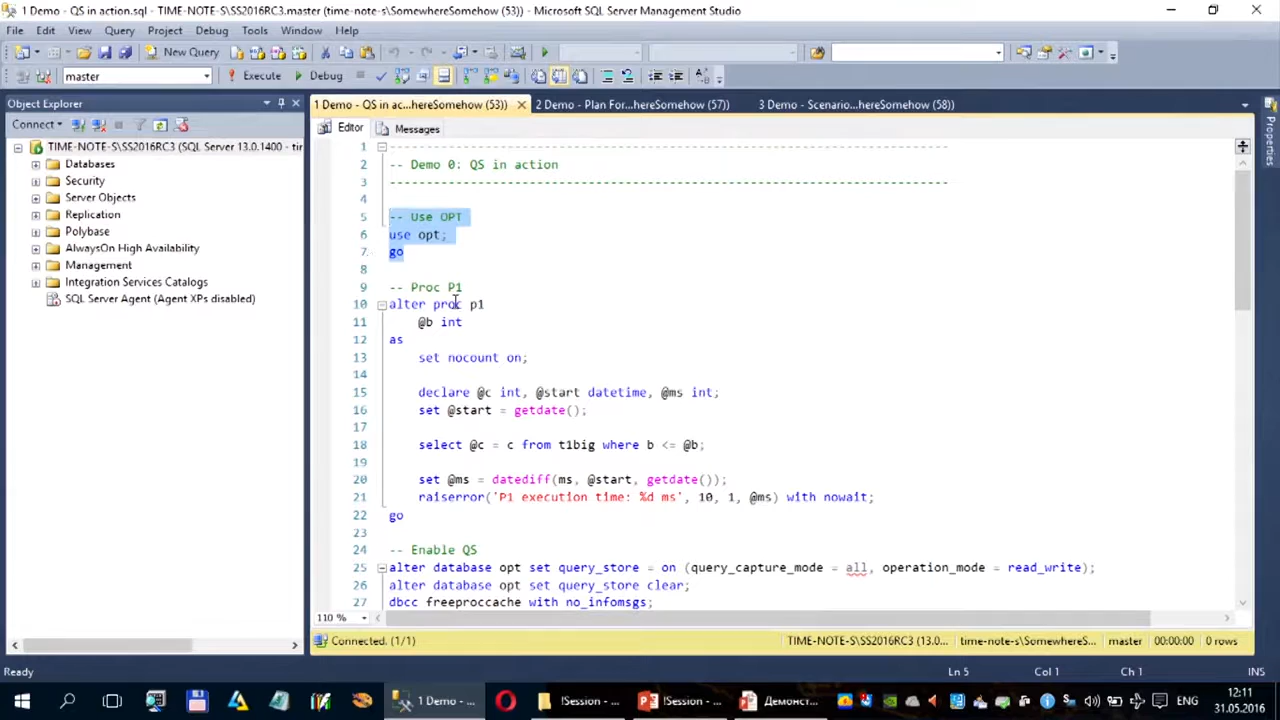 1 Demo - QS in action.sql - TIME-NOTE-S\SS2016RC3.master (time-note-s\SomewhereSomehow (53)) - Microsoft SQL Server Management Studio
File Edit View Query Project Debug Tools Window Help
New Query
master Execute Debug
Object Explorer
1 Demo - QS in ac...hereSomehow (53)) 2 Demo - Plan For...hereSomehow (57)) 3 Demo - Scenario...hereSomehow (58))
Properties
Connect
Editor Messages
TIME-NOTE-S\SS2016RC3 (SQL Server 13.0.1400 - tir
Databases
Security
Server Objects
Replication
Polybase
AlwaysOn High Availability
Management
Integration Services Catalogs
SQL Server Agent (Agent XPs disabled)
1 ----------------------------------------------------------------------------
2 -- Demo 0: QS in action
3 ----------------------------------------------------------------------------
4
5 -- Use OPT
6 use opt;
7 go
8
9 -- Proc P1
10 alter proc p1
11 @b int
12 as
13 set nocount on;
14
15 declare @c int, @start datetime, @ms int;
16 set @start = getdate();
17
18 select @c = c from t1big where b <= @b;
19
20 set @ms = datediff(ms, @start, getdate());
21 raiserror('P1 execution time: %d ms', 10, 1, @ms) with nowait;
22 go
23
24 -- Enable QS
25 alter database opt set query_store = on (query_capture_mode = all, operation_mode = read_write);
26 alter database opt set query_store clear;
27 dbcc freeproccache with no_infomsgs;
110 %
Connected. (1/1) TIME-NOTE-S\SS2016RC3 (13.0... time-note-s\SomewhereS... master 00:00:00 0 rows
Ready Ln 5 Col 1 Ch 1 INS
1 Demo -... !Session -... !Session -... Демонст... ENG 12:11
31.05.2016